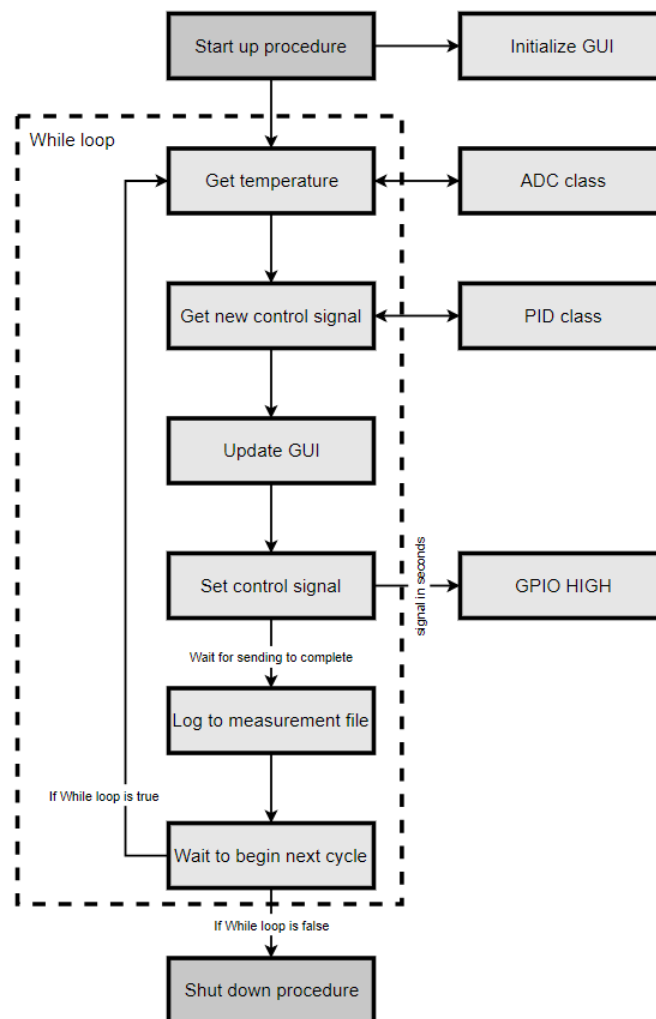 Start up procedure
Initialize GUI
While loop
Get temperature
ADC class
Get new control signal
PID class
Update GUI
Set control signal
signal in seconds
GPIO HIGH
Wait for sending to complete
Log to measurement file
If While loop is true
Wait to begin next cycle
If While loop is false
Shut down procedure